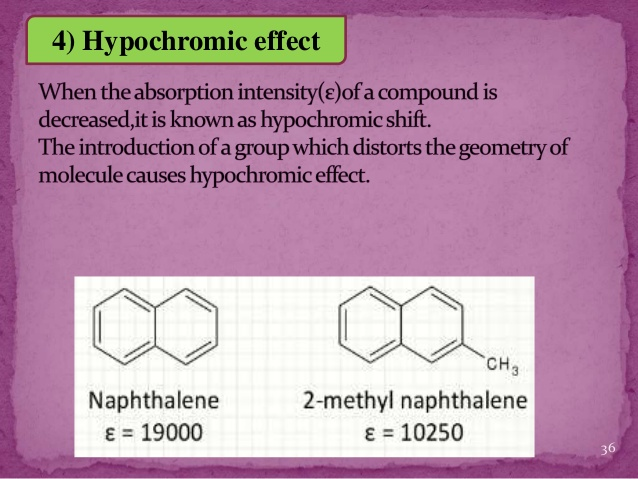 4) Hypochromic effect
When the absorption intensity(ε)of a compound is
decreased,it is known as hypochromic shift.
The introduction of a group which distorts the geometry of
molecule causes hypochromic effect.
CH₃
Naphthalene
ε = 19000
2-methyl naphthalene
ε = 10250
36